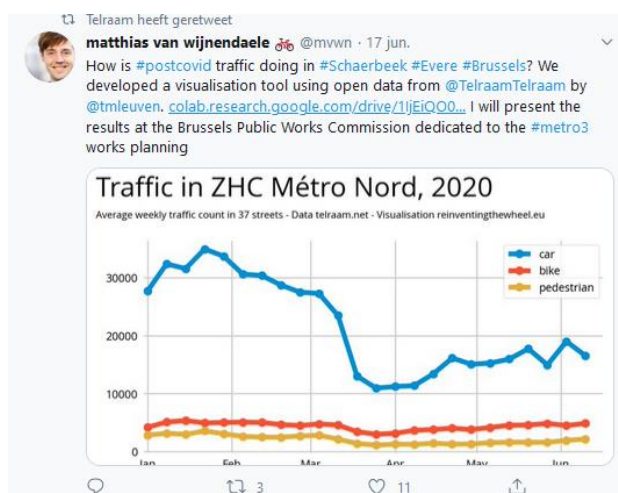 Telraam heeft geretweet
matthias van wijnendaele 🚲 @mvwn · 17 jun.
How is #postcovid traffic doing in #Schaerbeek #Evere #Brussels? We
developed a visualisation tool using open data from @TelraamTelraam by
@tmleuven. colab.research.google.com/drive/1IjEiQO0... I will present the
results at the Brussels Public Works Commission dedicated to the #metro3
works planning
Traffic in ZHC Métro Nord, 2020
Average weekly traffic count in 37 streets - Data telraam.net - Visualisation reinventingthewheel.eu
car
bike
pedestrian
30000
20000
10000
0
Jan Feb Mar Apr May Jun
3 11